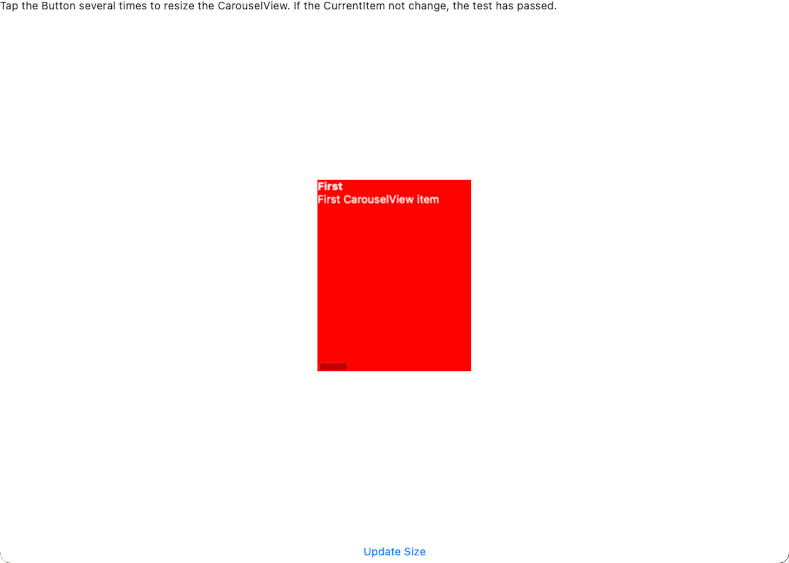 Tap the Button several times to resize the CarouselView. If the CurrentItem not change, the test has passed.
First
First CarouselView item
Update Size